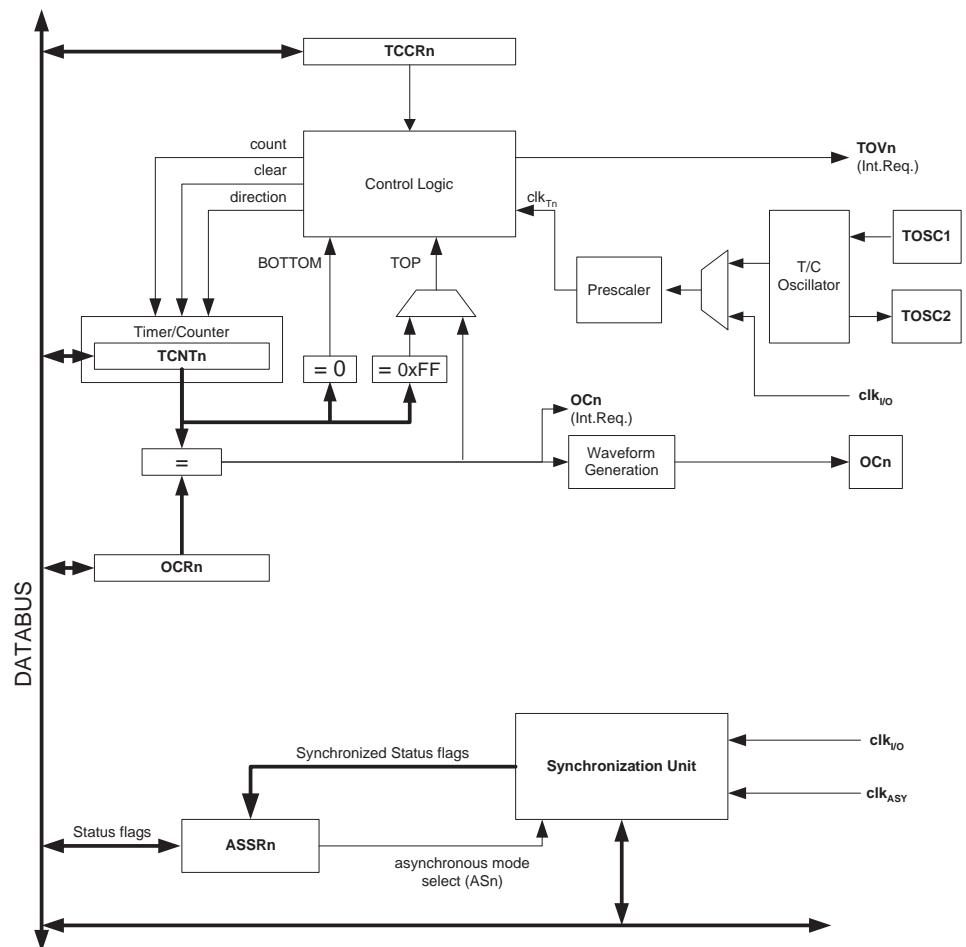 TCCRn
count
clear
direction
Control Logic
TOVn
(Int.Req.)
clkTn
BOTTOM
TOP
Prescaler
T/C
Oscillator
TOSC1
TOSC2
Timer/Counter
TCNTn
= 0
= 0xFF
clkI/O
OCn
(Int.Req.)
=
Waveform
Generation
OCn
OCRn
DATABUS
Synchronized Status flags
Synchronization Unit
clkI/O
clkASY
Status flags
ASSRn
asynchronous mode
select (ASn)